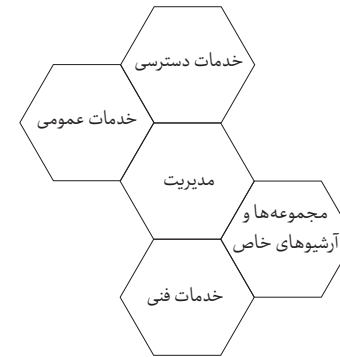 خدمات دسترسی
خدمات عمومی
مدیریت
مجموعه‌ها و
آرشیوهای خاص
خدمات فنی